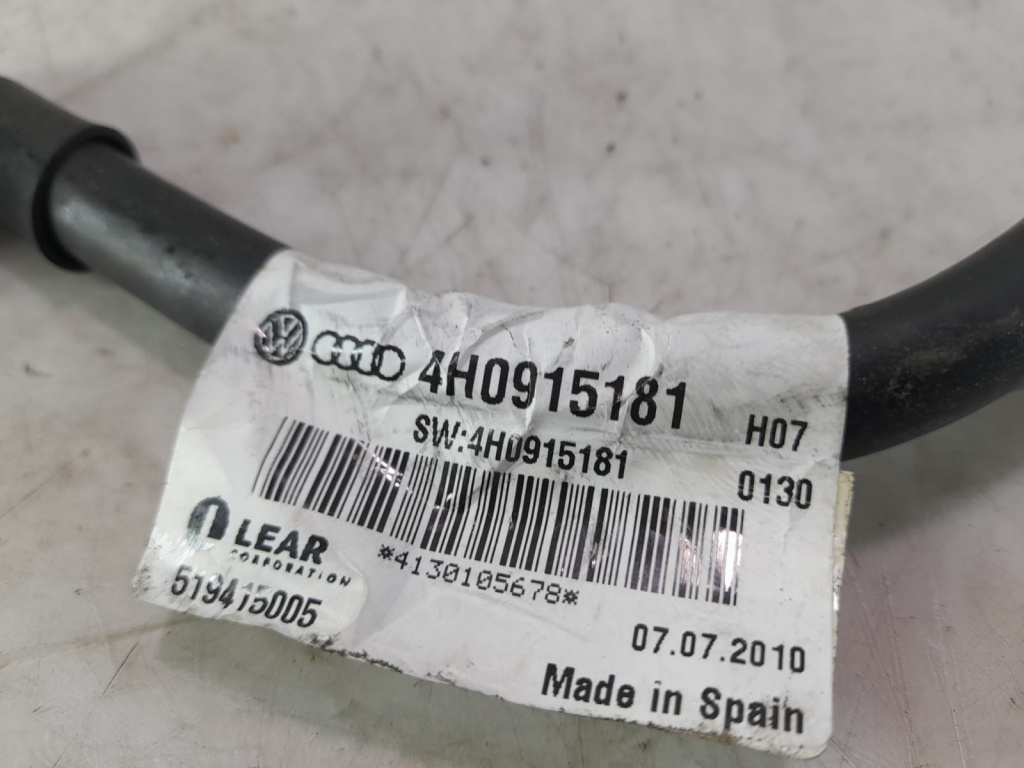 4H0915181
H07
SW:4H0915181
0130
LEAR
CORPORATION
*4130105678*
519415005
07.07.2010
Made in Spain